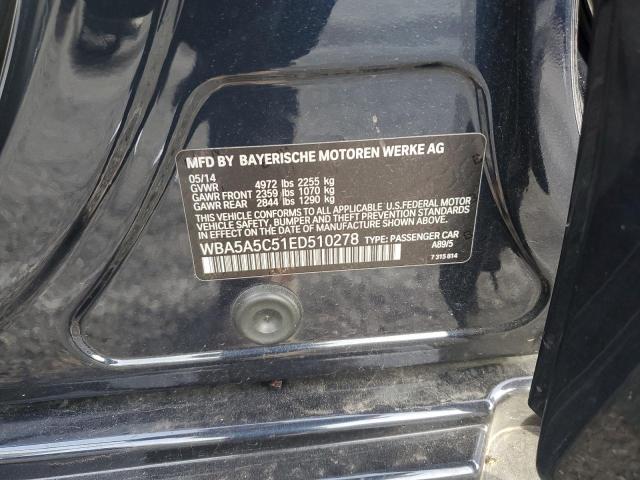 MFD BY BAYERISCHE MOTOREN WERKE AG
05/14
GVWR 4972 lbs 2255 kg
GAWR FRONT 2359 lbs 1070 kg
GAWR REAR 2844 lbs 1290 kg
THIS VEHICLE CONFORMS TO ALL APPLICABLE U.S.FEDERAL MOTOR
VEHICLE SAFETY, BUMPER, AND THEFT PREVENTION
STANDARDS IN EFFECT ON THE
DATE OF MANUFACTURE SHOWN ABOVE.
WBA5A5C51ED510278 TYPE: PASSENGER CAR
A89/5
7 315 814